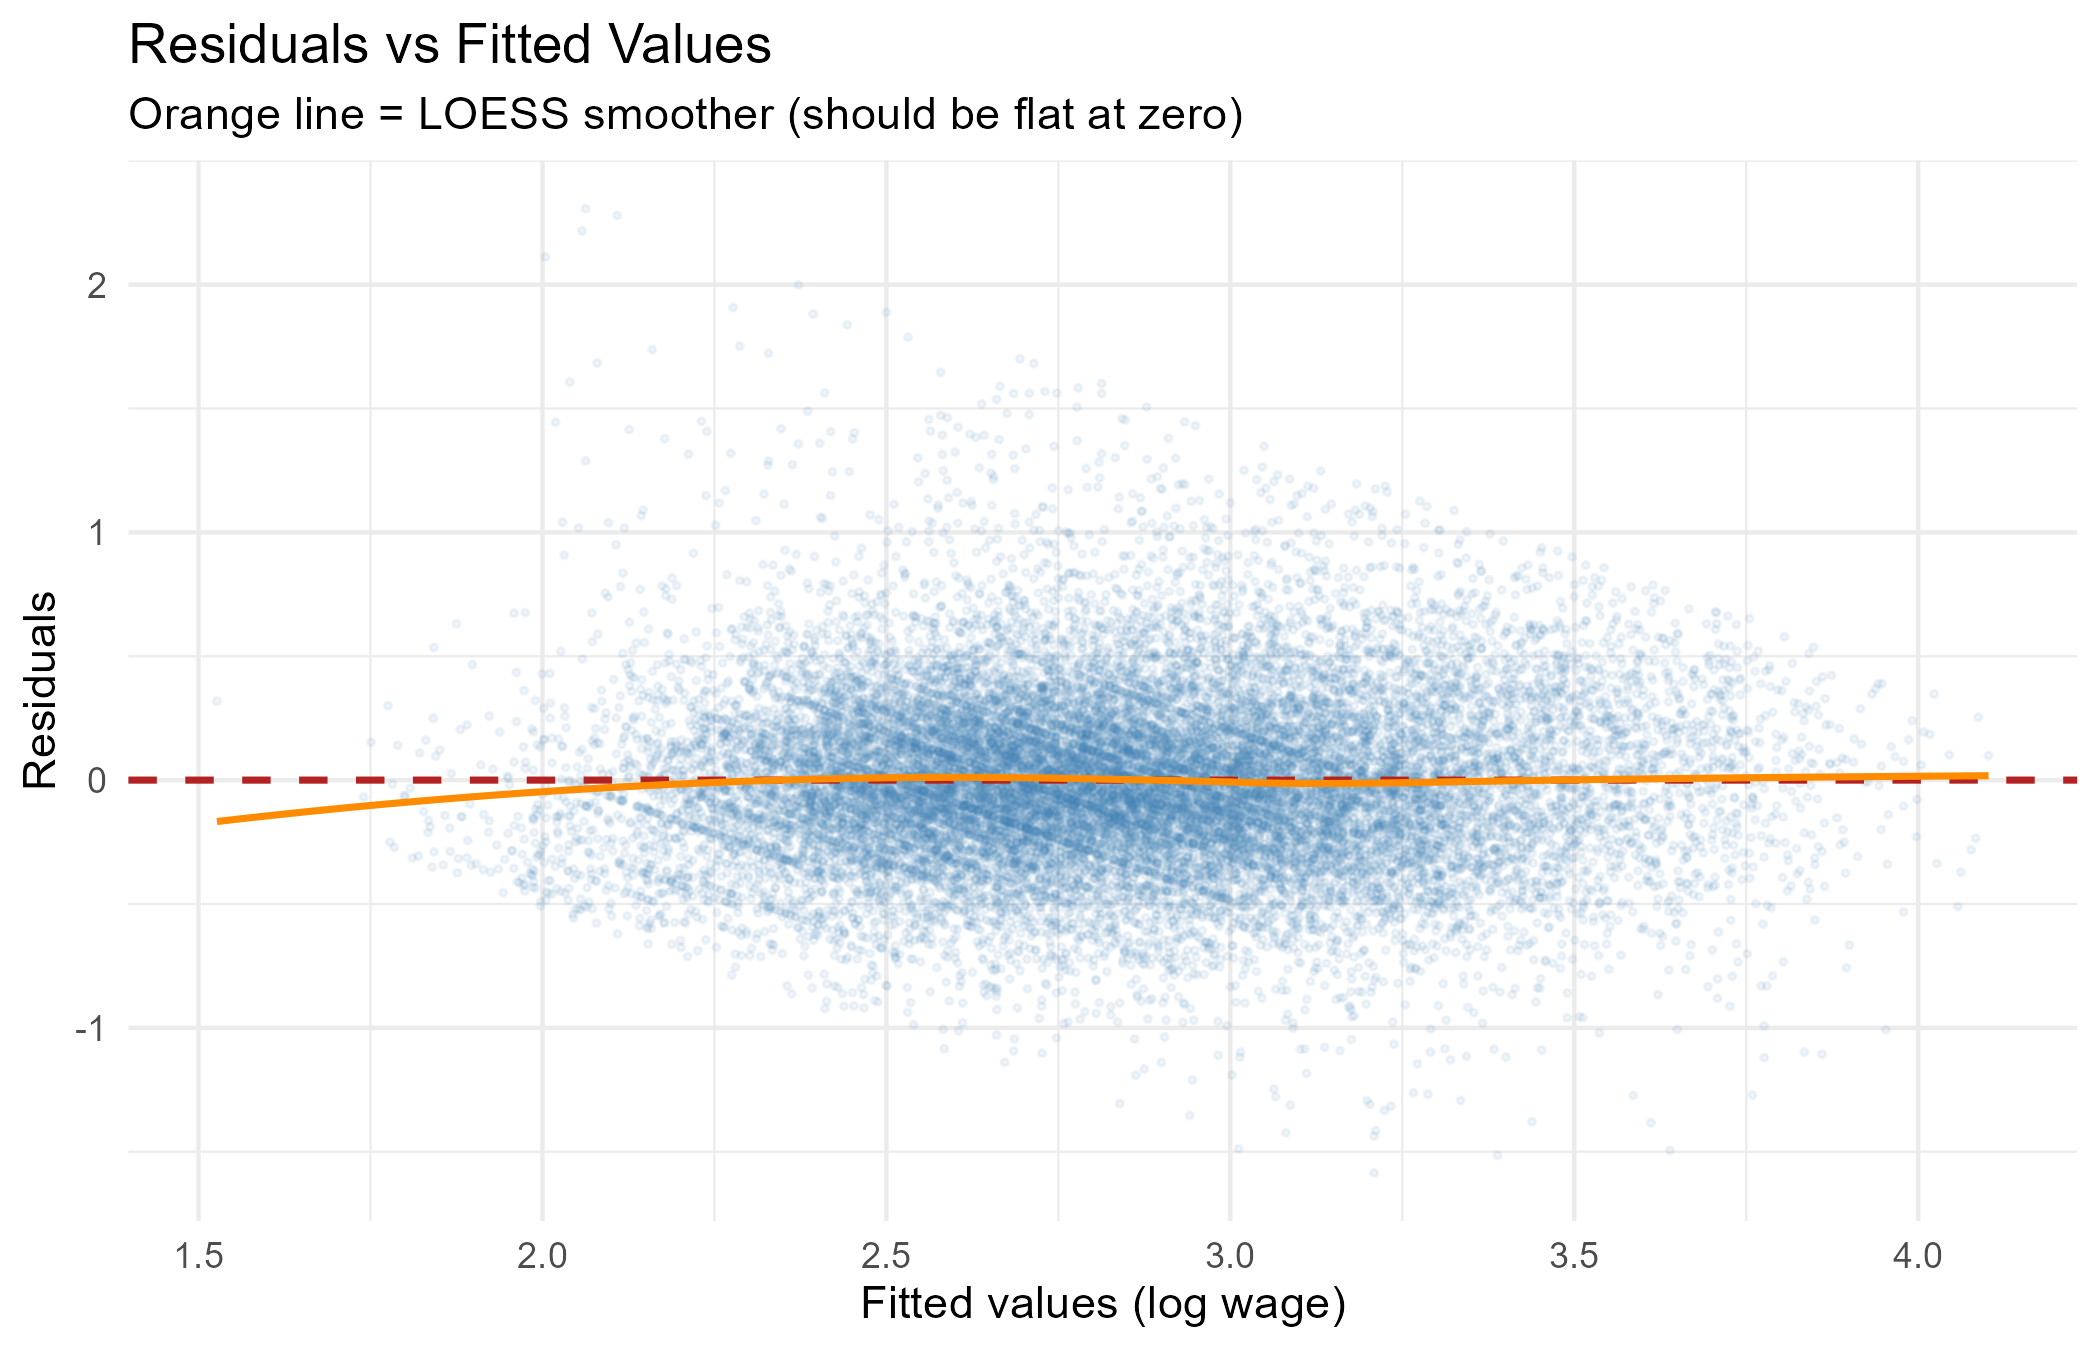 Residuals vs Fitted Values
Orange line = LOESS smoother (should be flat at zero)
Residuals
2
1
0
-1
1.5 2.0 2.5 3.0 3.5 4.0
Fitted values (log wage)